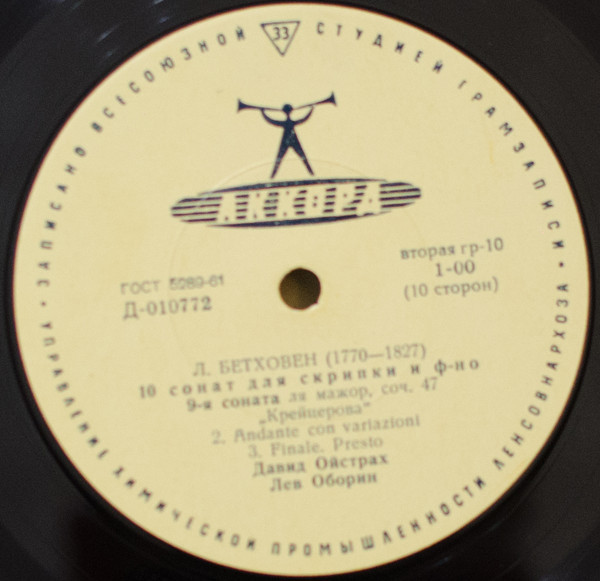 ЗАПИСАНО ВСЕСОЮЗНОЙ СТУДИЕЙ ГРАМЗАПИСИ
33
АККОРД
ГОСТ 5289-61
Д-010772
вторая гр-10
1-00
(10 сторон)
Л. БЕТХОВЕН (1770—1827)
10 сонат для скрипки и ф-но
9-я соната ля мажор, соч. 47
„Крейцерова“
2. Andante con variazioni
3. Finale. Presto
Давид Ойстрах
Лев Оборин
• УПРАВЛЕНИЕ ХИМИЧЕСКОЙ ПРОМЫШЛЕННОСТИ ЛЕНСОВНАРХОЗА •